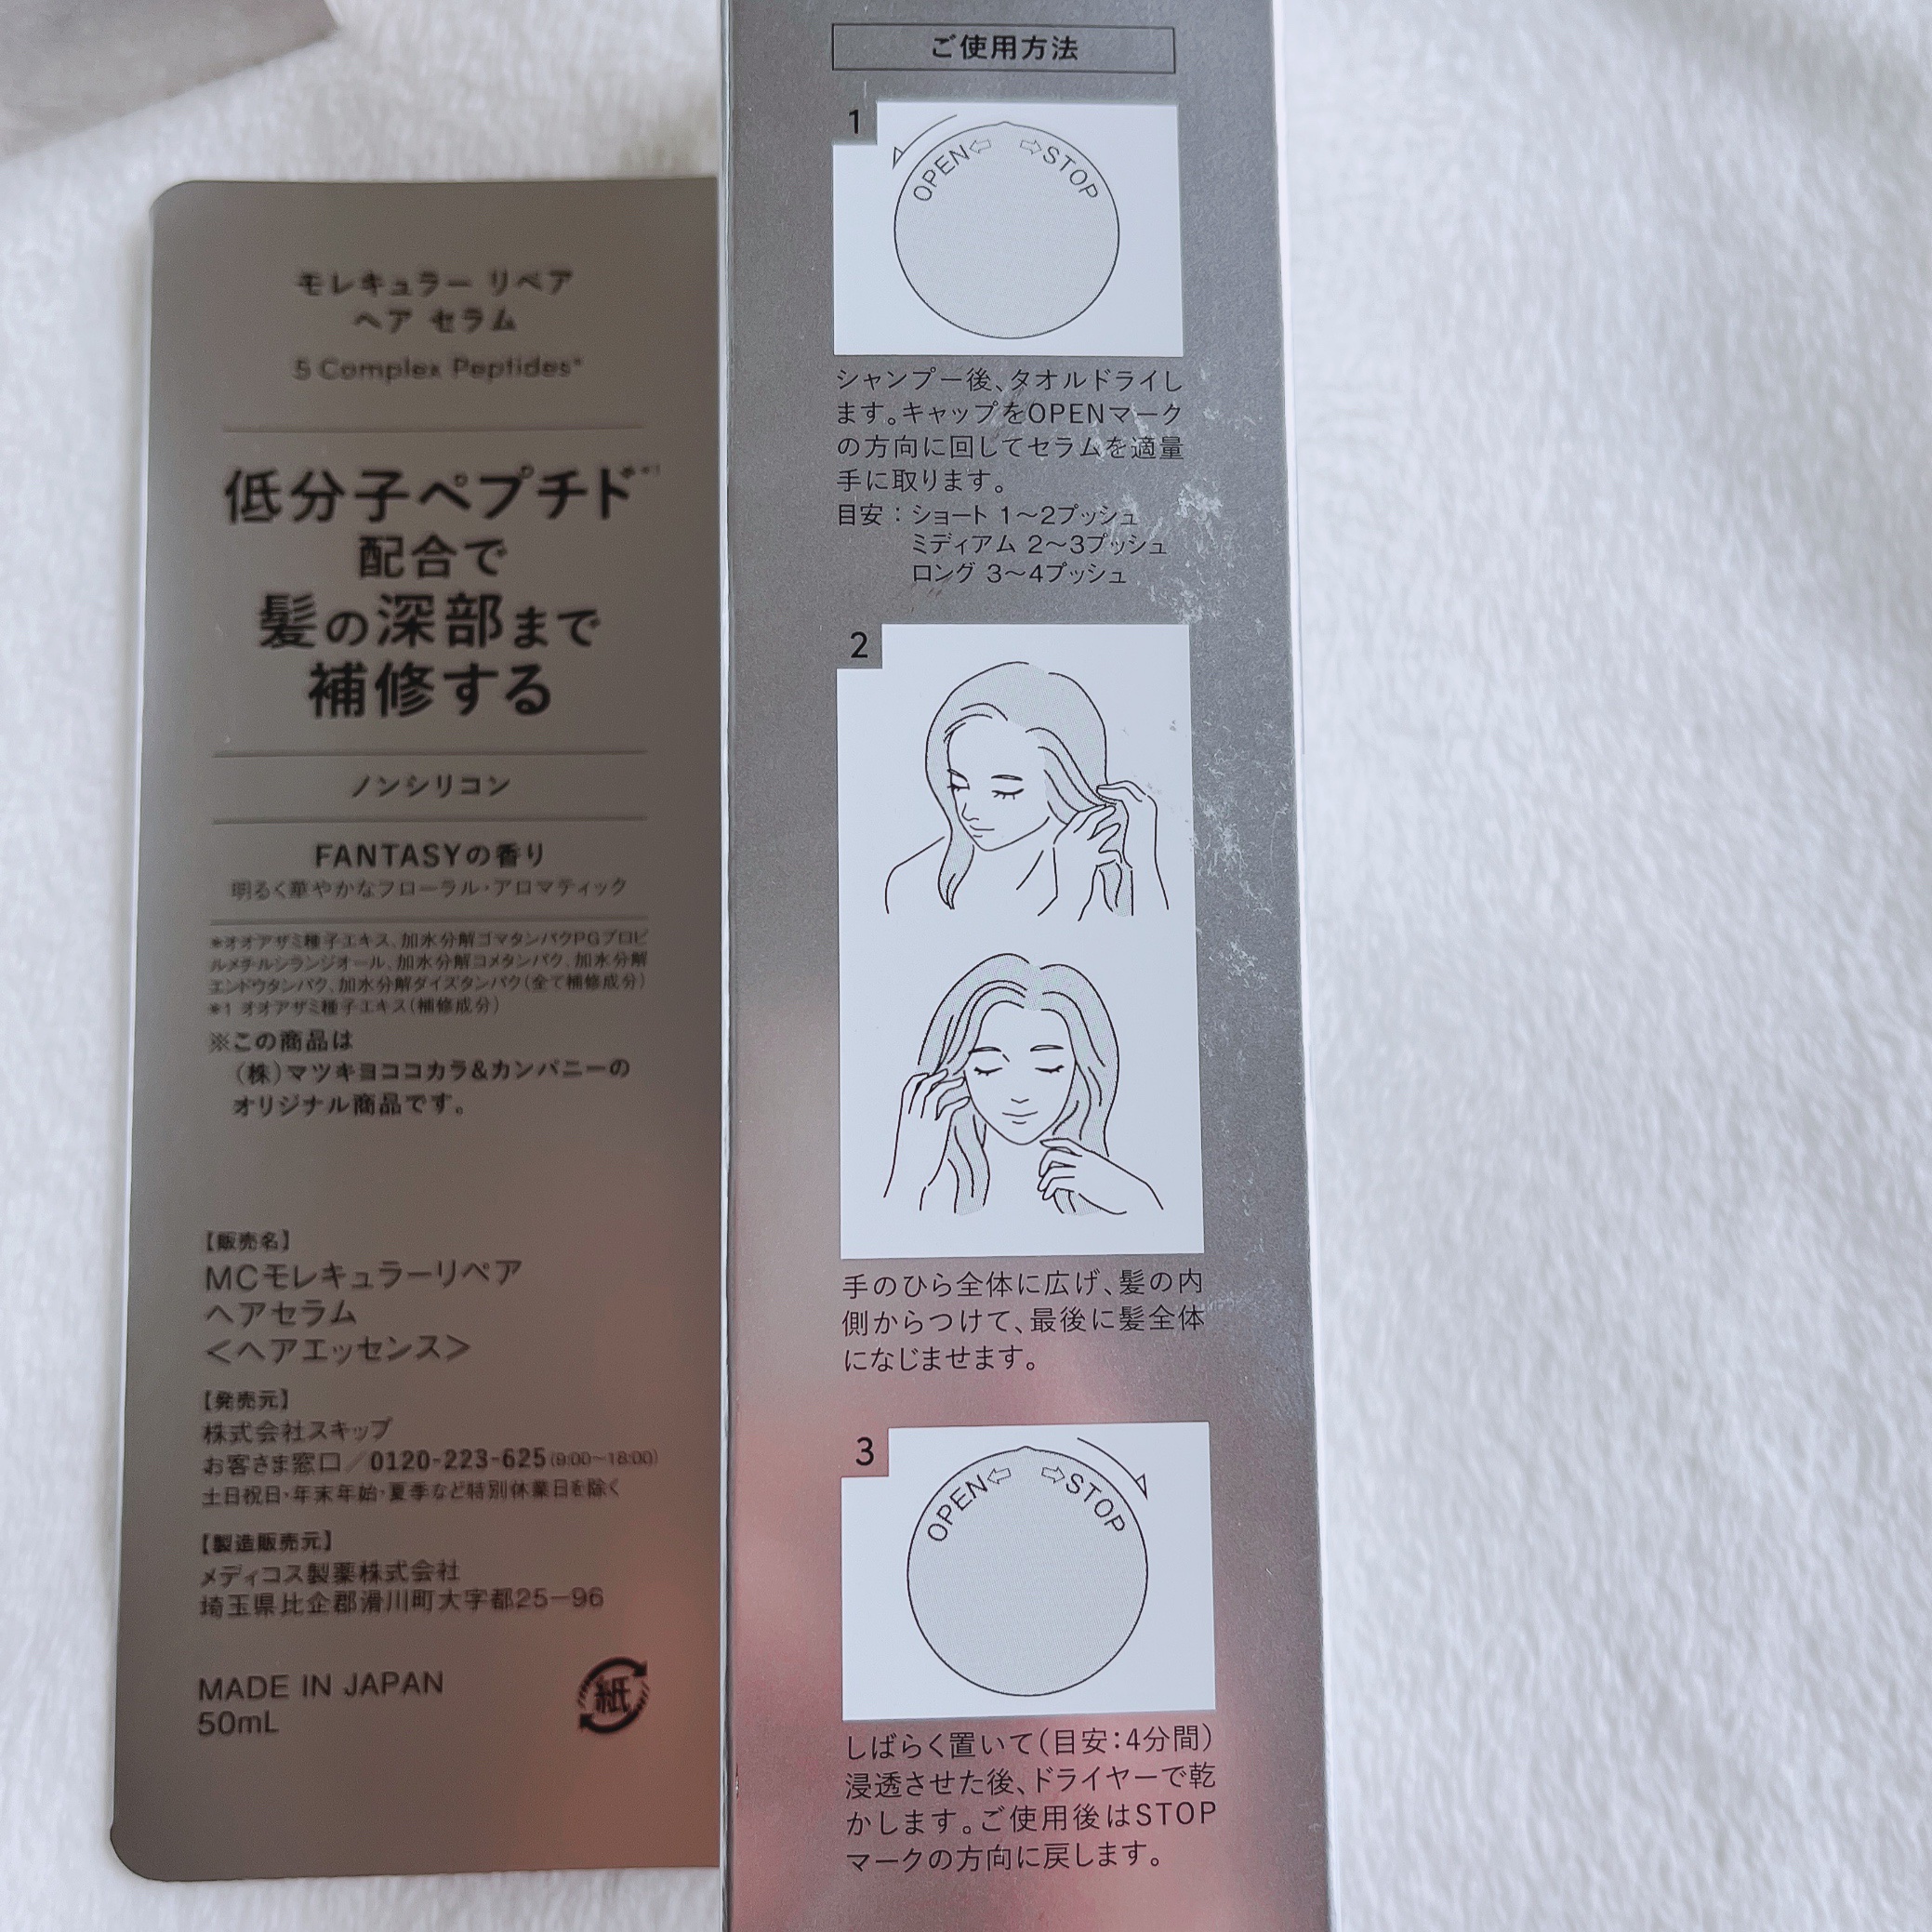 モレキュラー リペア
ヘア セラム
5 Complex Peptides*
低分子ペプチド*※1
配合で
髪の深部まで
補修する
ノンシリコン
FANTASYの香り
明るく華やかなフローラル・アロマティック
*オオアザミ種子エキス、加水分解ゴマタンパクPGプロピ
ルメチルシランジオール、加水分解コメタンパク、加水分解
エンドウタンパク、加水分解ダイズタンパク(全て補修成分)
※1 オオアザミ種子エキス(補修成分)
※この商品は
(株)マツキヨココカラ&カンパニーの
オリジナル商品です。
【販売名】
MCモレキュラーリペア
ヘアセラム
<ヘアエッセンス>
【発売元】
株式会社スキップ
お客さま窓口/0120-223-625(9:00~18:00)
土日祝日・年末年始・夏季など特別休業日を除く
【製造販売元】
メディコス製薬株式会社
埼玉県比企郡滑川町大字都25-96
MADE IN JAPAN
50mL
紙
ご使用方法
1
OPEN⇦ ⇨STOP
シャンプー後、タオルドライし
ます。キャップをOPENマーク
の方向に回してセラムを適量
手に取ります。
目安:ショート 1~2プッシュ
ミディアム 2~3プッシュ
ロング 3~4プッシュ
2
手のひら全体に広げ、髪の内
側からつけて、最後に髪全体
になじませます。
3
OPEN⇦ ⇨STOP
しばらく置いて(目安:4分間)
浸透させた後、ドライヤーで乾
かします。ご使用後はSTOP
マークの方向に戻します。